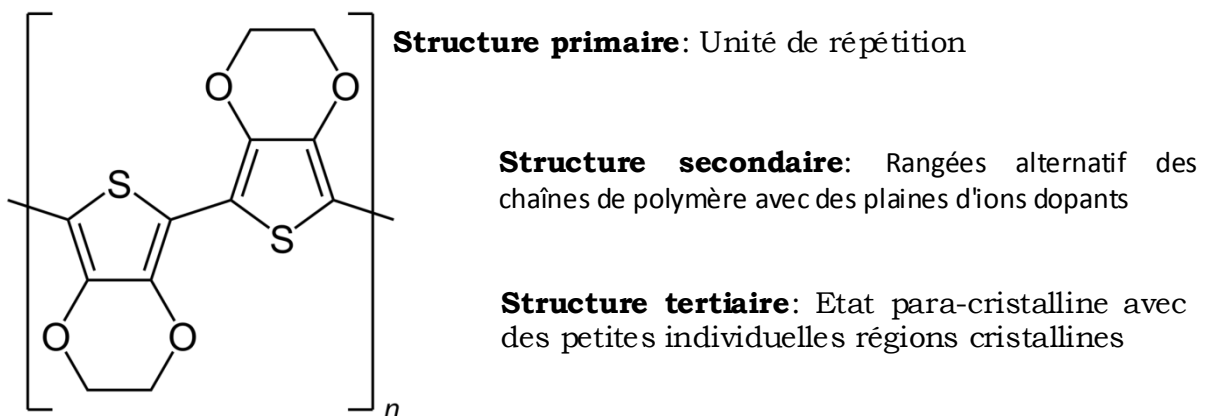 Structure primaire: Unité de répétition
O
O
S
S
O
O
n
Structure secondaire: Rangées alternatif des
chaînes de polymère avec des plaines d'ions dopants
Structure tertiaire: Etat para-cristalline avec
des petites individuelles régions cristallines